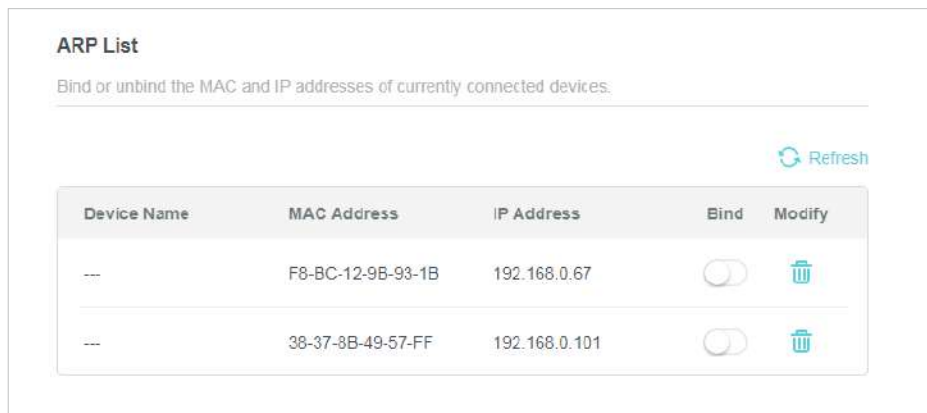 ARP List
Bind or unbind the MAC and IP addresses of currently connected devices.
Refresh
Device Name MAC Address IP Address Bind Modify
--- F8-BC-12-9B-93-1B 192.168.0.67
--- 38-37-8B-49-57-FF 192.168.0.101